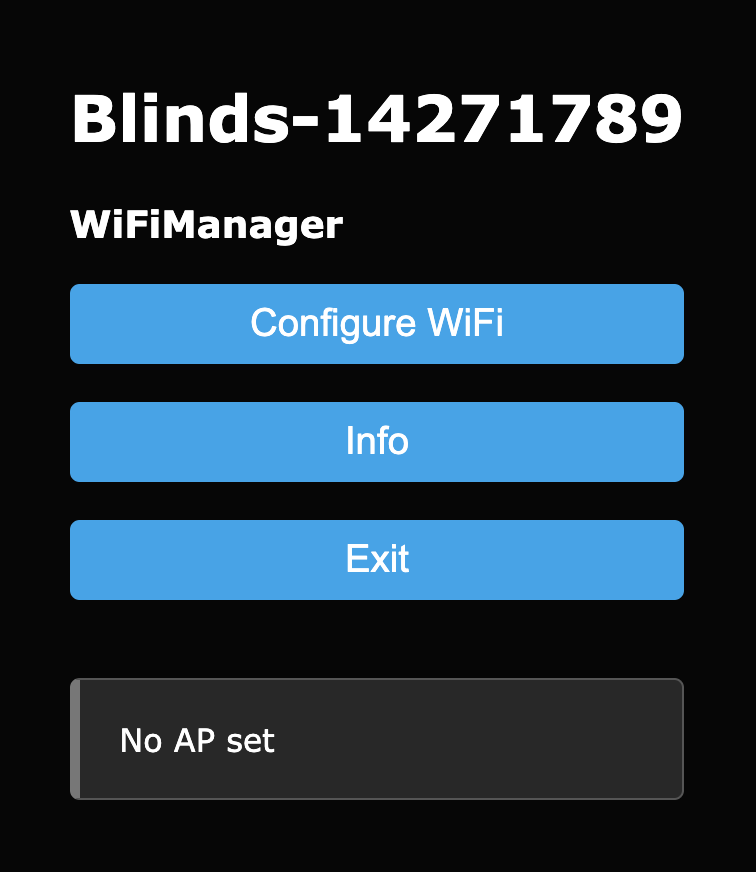 Blinds-14271789
WiFiManager
Configure WiFi
Info
Exit
No AP set